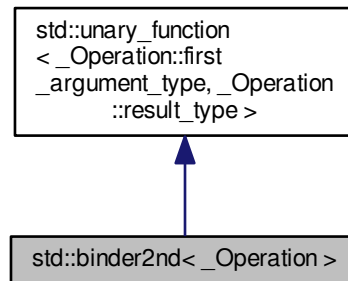 std::unary_function
< _Operation::first
_argument_type, _Operation
::result_type >
std::binder2nd< _Operation >